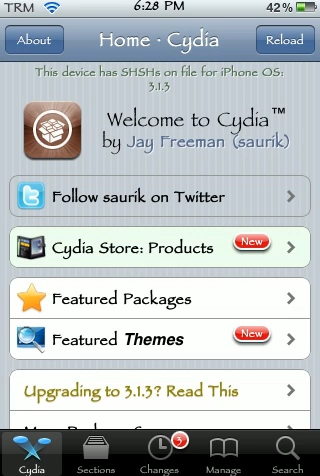 TRM 6:28 PM 42%
About Home · Cydia Reload
This device has SHSHs on file for iPhone OS:
3.1.3
Welcome to Cydia™
by Jay Freeman (saurik)
Follow saurik on Twitter
Cydia Store: Products New
Featured Packages
Featured Themes New
Upgrading to 3.1.3? Read This
3
Cydia Sections Changes Manage Search